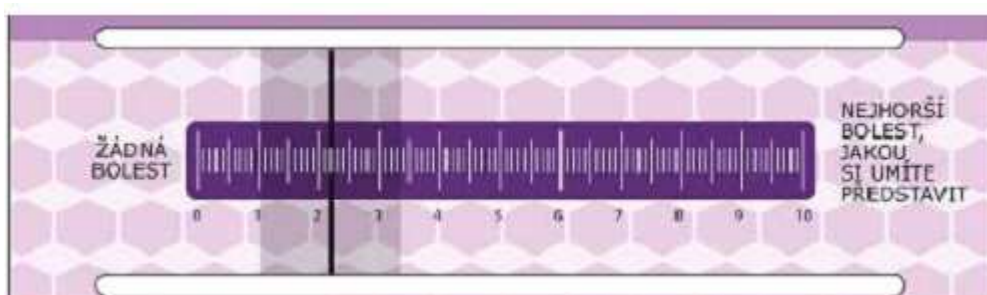 ŽÁDNÁ
BOLEST
0 1 2 3 4 5 6 7 8 9 10
NEJHORŠÍ
BOLEST,
JAKOU
SI UMÍTE
PŘEDSTAVIT